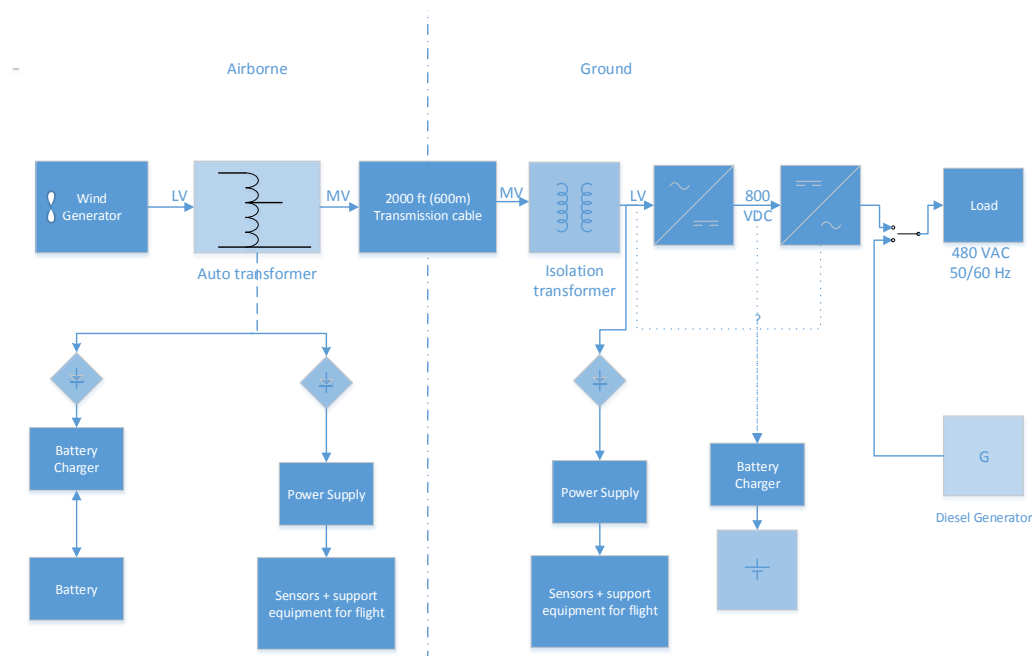 Airborne
Ground
Wind
Generator
LV
MV
2000 ft (600m)
Transmission cable
MV
LV
800
VDC
Load
480 VAC
50/60 Hz
Auto transformer
Isolation
transformer
?
Battery
Charger
Power Supply
Power Supply
Battery
Charger
G
Diesel Generator
Battery
Sensors + support
equipment for flight
Sensors + support
equipment for flight